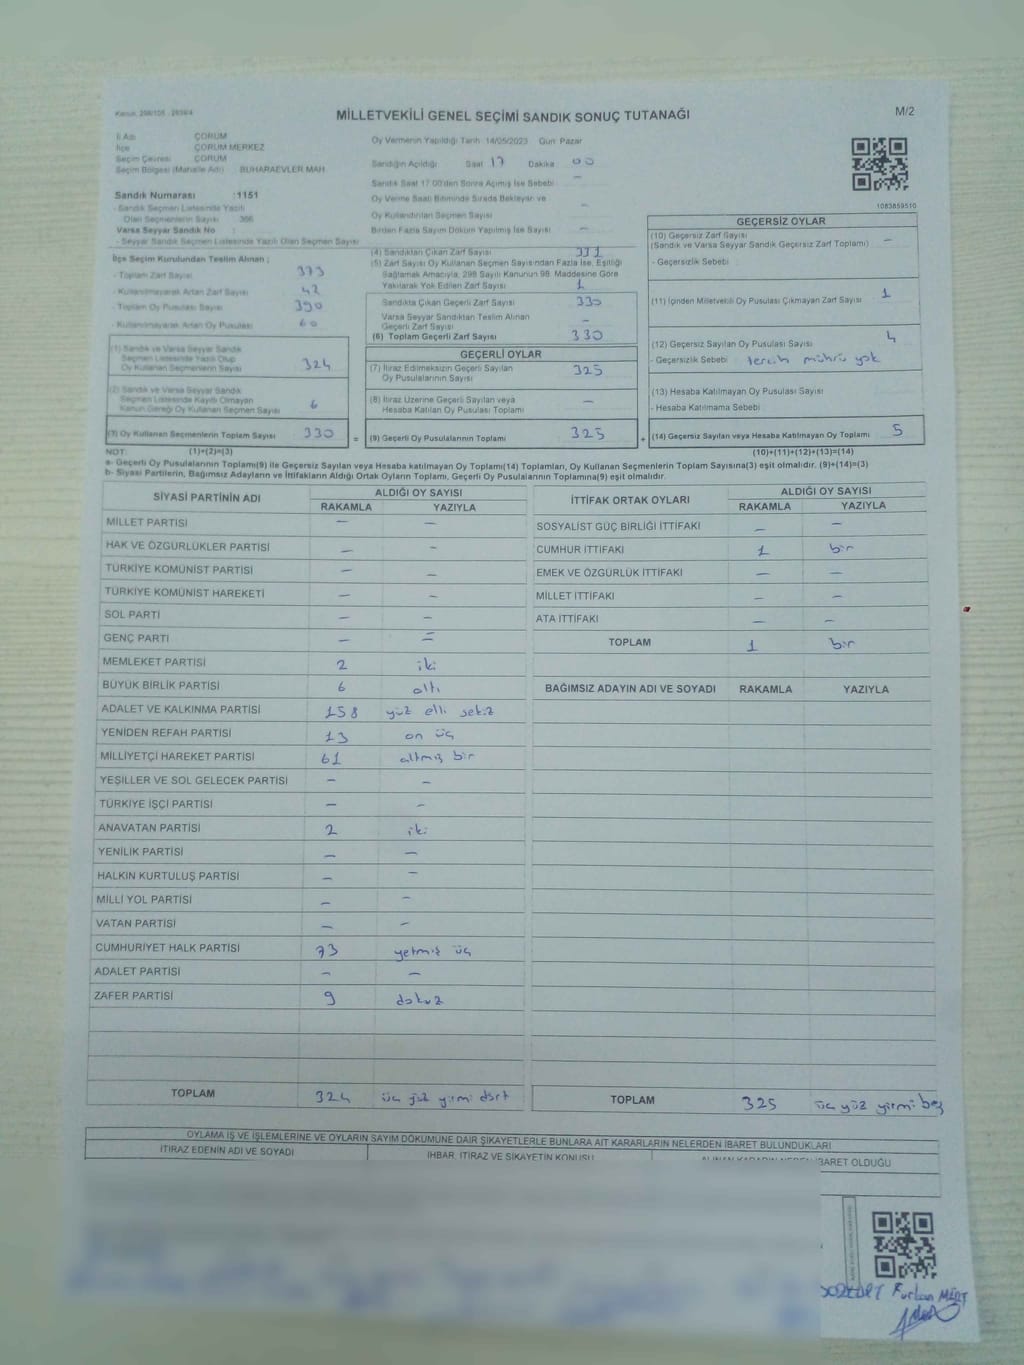 Kanun: 298/105 - 2839/4
MİLLETVEKİLİ GENEL SEÇİMİ SANDIK SONUÇ TUTANAĞI
M/2
İl Adı ÇORUM
İlçe ÇORUM MERKEZ
Seçim Çevresi ÇORUM
Seçim Bölgesi (Mahalle Adı) BUHARAEVLER MAH
Oy Vermenin Yapıldığı Tarih 14/05/2023 Gün Pazar
Sandığın Açıldığı Saat 17 Dakika 00
Sandık Saat 17.00'den Sonra Açılmış İse Sebebi –
Oy Verme Saati Bitiminde Sırada Bekleyen ve
Oy Kullandırılan Seçmen Sayısı –
Birden Fazla Sayım Döküm Yapılmış İse Sayısı –
1083859510
Sandık Numarası :1151
- Sandık Seçmen Listesinde Yazılı
Olan Seçmenlerin Sayısı 366
Varsa Seyyar Sandık No :
- Seyyar Sandık Seçmen Listesinde Yazılı Olan Seçmen Sayısı
İlçe Seçim Kurulundan Teslim Alınan ;
- Toplam Zarf Sayısı 373
- Kullanılmayarak Artan Zarf Sayısı 42
- Toplam Oy Pusulası Sayısı 390
- Kullanılmayarak Artan Oy Pusulası 60
(1) Sandık ve Varsa Seyyar Sandık
Seçmen Listesinde Yazılı Olup
Oy Kullanan Seçmenlerin Sayısı 324
(2) Sandık ve Varsa Seyyar Sandık
Seçmen Listesinde Kayıtlı Olmayan
Kanun Gereği Oy Kullanan Seçmen Sayısı 6
(3) Oy Kullanan Seçmenlerin Toplam Sayısı 330
(4) Sandıktan Çıkan Zarf Sayısı 331
(5) Zarf Sayısı Oy Kullanan Seçmen Sayısından Fazla İse, Eşitliği
Sağlamak Amacıyla, 298 Sayılı Kanunun 98. Maddesine Göre
Yakılarak Yok Edilen Zarf Sayısı 1
Sandıkta Çıkan Geçerli Zarf Sayısı 330
Varsa Seyyar Sandıktan Teslim Alınan
Geçerli Zarf Sayısı –
(6) Toplam Geçerli Zarf Sayısı 330
GEÇERLİ OYLAR
(7) İtiraz Edilmeksizin Geçerli Sayılan
Oy Pusulalarının Sayısı 325
(8) İtiraz Üzerine Geçerli Sayılan veya
Hesaba Katılan Oy Pusulası Toplamı –
= (9) Geçerli Oy Pusulalarının Toplamı 325 +
GEÇERSİZ OYLAR
(10) Geçersiz Zarf Sayısı
(Sandık ve Varsa Seyyar Sandık Geçersiz Zarf Toplamı) –
- Geçersizlik Sebebi
(11) İçinden Milletvekili Oy Pusulası Çıkmayan Zarf Sayısı 1
(12) Geçersiz Sayılan Oy Pusulası Sayısı 4
- Geçersizlik Sebebi tercih mührü yok
(13) Hesaba Katılmayan Oy Pusulası Sayısı
- Hesaba Katılmama Sebebi
(14) Geçersiz Sayılan veya Hesaba Katılmayan Oy Toplamı 5
NOT: (1)+(2)=(3)
(10)+(11)+(12)+(13)=(14)
a- Geçerli Oy Pusulalarının Toplamı(9) ile Geçersiz Sayılan veya Hesaba katılmayan Oy Toplamı(14) Toplamları, Oy Kullanan Seçmenlerin Toplam Sayısına(3) eşit olmalıdır. (9)+(14)=(3)
b- Siyasi Partilerin, Bağımsız Adayların ve İttifakların Aldığı Ortak Oyların Toplamı, Geçerli Oy Pusulalarının Toplamına(9) eşit olmalıdır.
SİYASİ PARTİNİN ADI ALDIĞI OY SAYISI
RAKAMLA YAZIYLA
MİLLET PARTİSİ – –
HAK VE ÖZGÜRLÜKLER PARTİSİ – –
TÜRKİYE KOMÜNİST PARTİSİ – –
TÜRKİYE KOMÜNİST HAREKETİ – –
SOL PARTİ – –
GENÇ PARTİ – =
MEMLEKET PARTİSİ 2 iki
BÜYÜK BİRLİK PARTİSİ 6 altı
ADALET VE KALKINMA PARTİSİ 158 yüz elli sekiz
YENİDEN REFAH PARTİSİ 13 on üç
MİLLİYETÇİ HAREKET PARTİSİ 61 altmış bir
YEŞİLLER VE SOL GELECEK PARTİSİ – –
TÜRKİYE İŞÇİ PARTİSİ – –
ANAVATAN PARTİSİ 2 iki
YENİLİK PARTİSİ – –
HALKIN KURTULUŞ PARTİSİ – –
MİLLİ YOL PARTİSİ – –
VATAN PARTİSİ – –
CUMHURİYET HALK PARTİSİ 73 yetmiş üç
ADALET PARTİSİ – –
ZAFER PARTİSİ 9 dokuz
TOPLAM 324 üç yüz yirmi dört
İTTİFAK ORTAK OYLARI ALDIĞI OY SAYISI
RAKAMLA YAZIYLA
SOSYALİST GÜÇ BİRLİĞİ İTTİFAKI – –
CUMHUR İTTİFAKI 1 bir
EMEK VE ÖZGÜRLÜK İTTİFAKI – –
MİLLET İTTİFAKI – –
ATA İTTİFAKI – –
TOPLAM 1 bir
BAĞIMSIZ ADAYIN ADI VE SOYADI RAKAMLA YAZIYLA
TOPLAM 325 üç yüz yirmi beş
OYLAMA İŞ VE İŞLEMLERİNE VE OYLARIN SAYIM DÖKÜMÜNE DAİR ŞİKAYETLERLE BUNLARA AİT KARARLARIN NELERDEN İBARET BULUNDUKLARI
İTİRAZ EDENİN ADI VE SOYADI İHBAR, İTİRAZ VE ŞİKAYETİN KONUSU ALINAN KARARIN NEDEN İBARET OLDUĞU
Furkan MERT